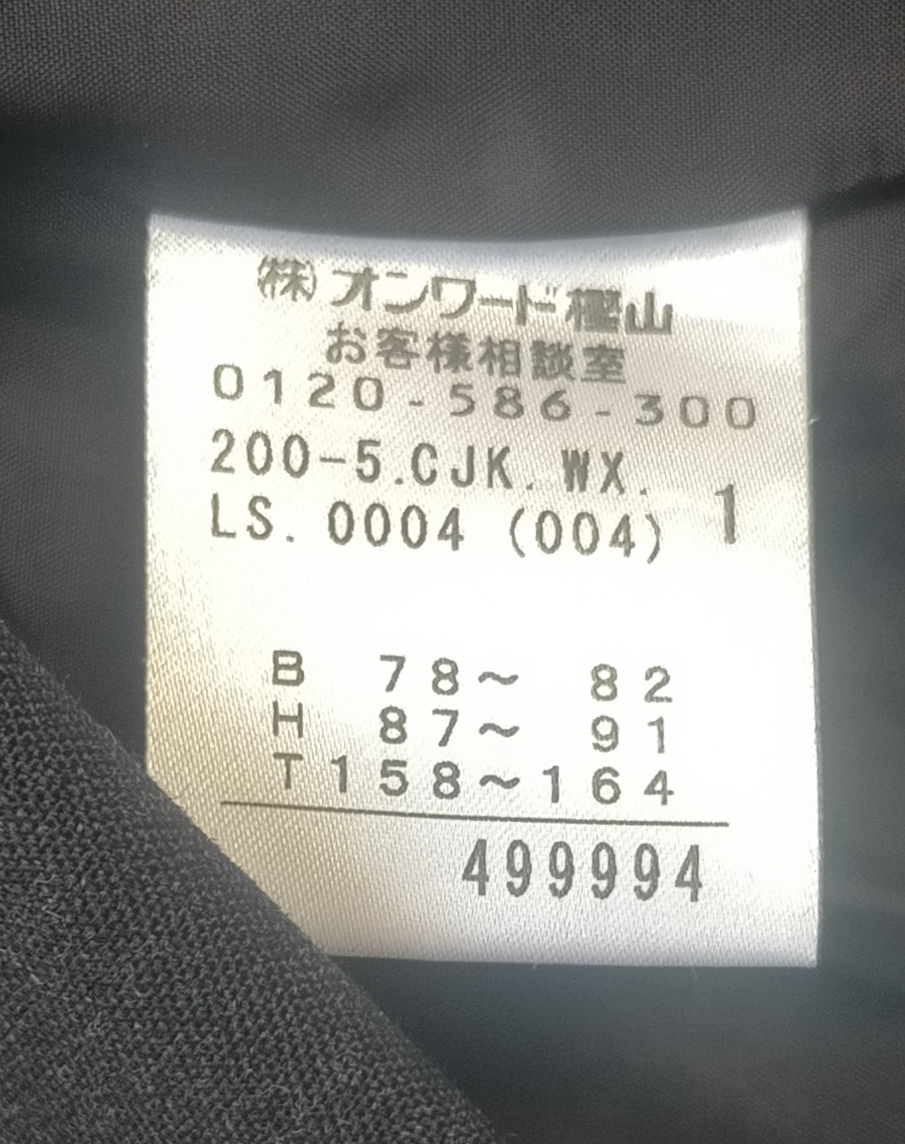 ㈱オンワード樫山
お客様相談室
0120-586-300
200-5.CJK.WX.
LS.0004 (004) 1
B 78～ 82
H 87～ 91
T158～164
499994